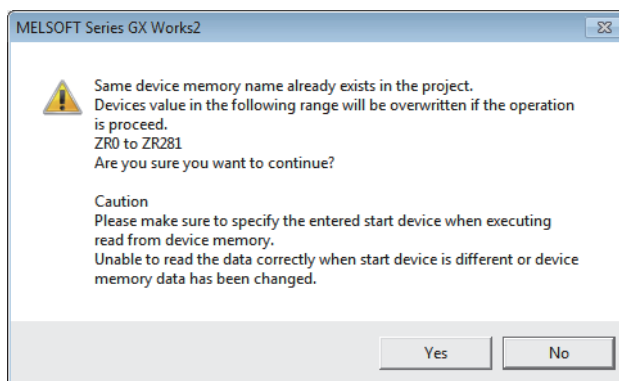 MELSOFT Series GX Works2
Same device memory name already exists in the project.
Devices value in the following range will be overwritten if the operation
is proceed.
ZR0 to ZR281
Are you sure you want to continue?
Caution
Please make sure to specify the entered start device when executing
read from device memory.
Unable to read the data correctly when start device is different or device
memory data has been changed.
Yes
No